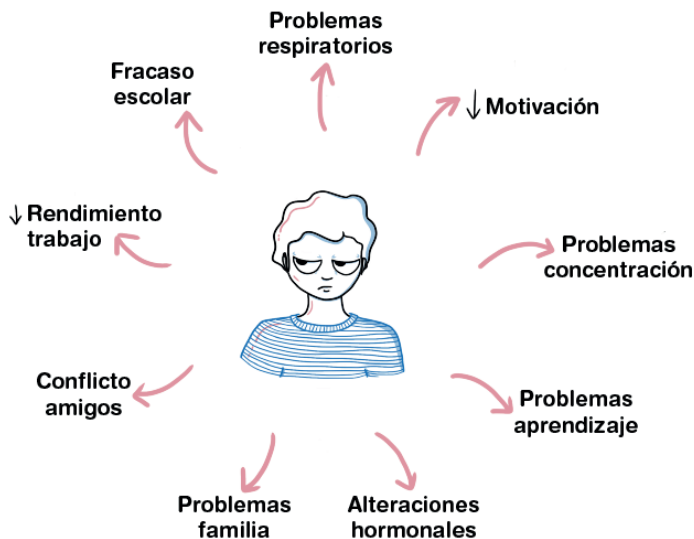 Problemas
respiratorios
↓ Motivación
Problemas
concentración
Problemas
aprendizaje
Alteraciones
hormonales
Problemas
familia
Conflicto
amigos
↓ Rendimiento
trabajo
Fracaso
escolar